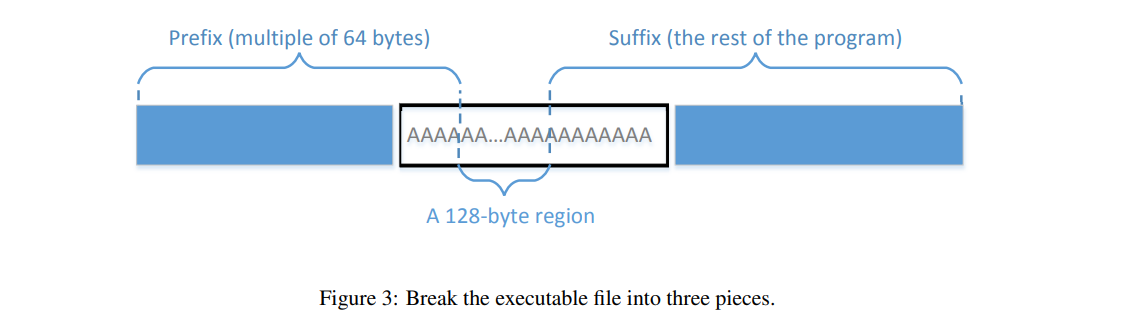 Prefix (multiple of 64 bytes)
Suffix (the rest of the program)
AAAAAA...AAAAAAAAAAA
A 128-byte region
Figure 3: Break the executable file into three pieces.